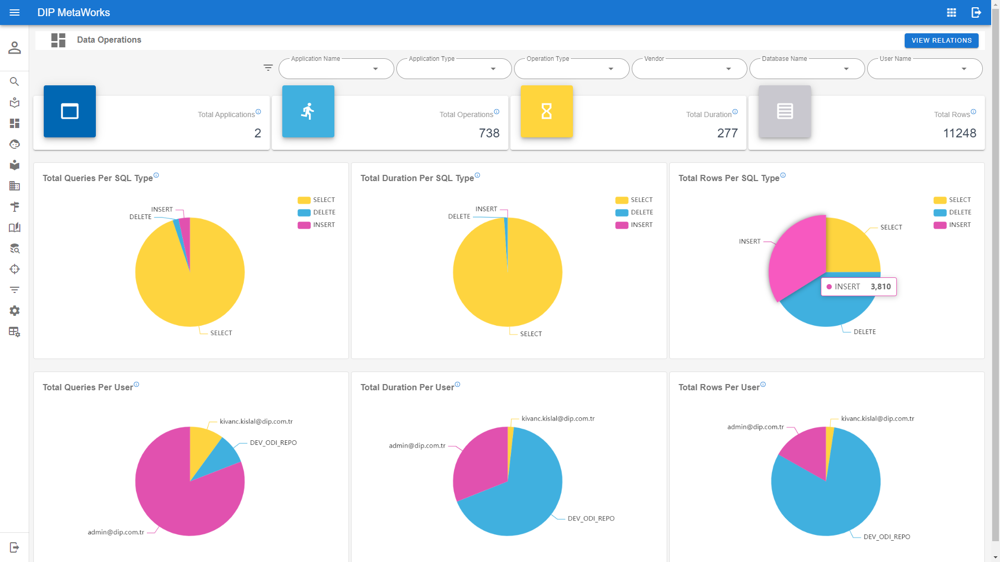 DIP MetaWorks
Data Operations
VIEW RELATIONS
Application Name
Application Type
Operation Type
Vendor
Database Name
User Name
Total Applications
2
Total Operations
738
Total Duration
277
Total Rows
11248
Total Queries Per SQL Type
SELECT
DELETE
INSERT
INSERT
DELETE
SELECT
Total Duration Per SQL Type
SELECT
DELETE
INSERT
INSERT
DELETE
SELECT
Total Rows Per SQL Type
SELECT
DELETE
INSERT
SELECT
INSERT
INSERT 3,810
DELETE
Total Queries Per User
kivanc.kislal@dip.com.tr
DEV_ODI_REPO
admin@dip.com.tr
Total Duration Per User
kivanc.kislal@dip.com.tr
admin@dip.com.tr
DEV_ODI_REPO
Total Rows Per User
kivanc.kislal@dip.com.tr
admin@dip.com.tr
DEV_ODI_REPO